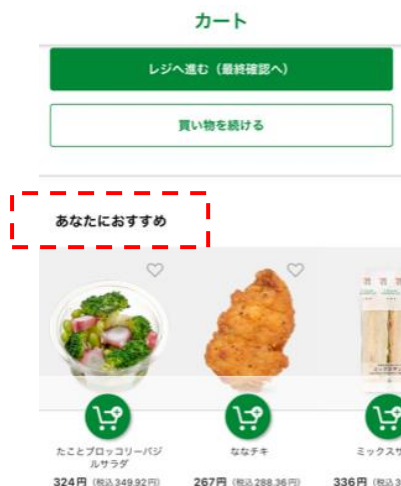 カート
レジへ進む（最終確認へ）
買い物を続ける
あなたにおすすめ
たことブロッコリーバジ
ルサラダ
ななチキ
ミックスサ
324円（税込349.92円）
267円（税込288.36円）
336円（税込3